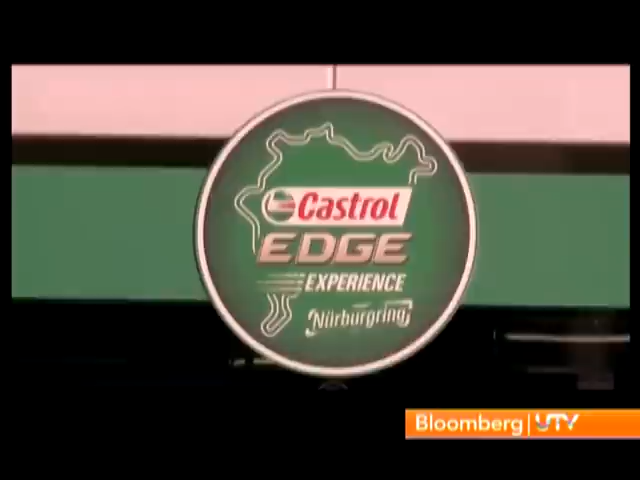 Castrol
EDGE
EXPERIENCE
Nürburgring
Bloomberg | UTV